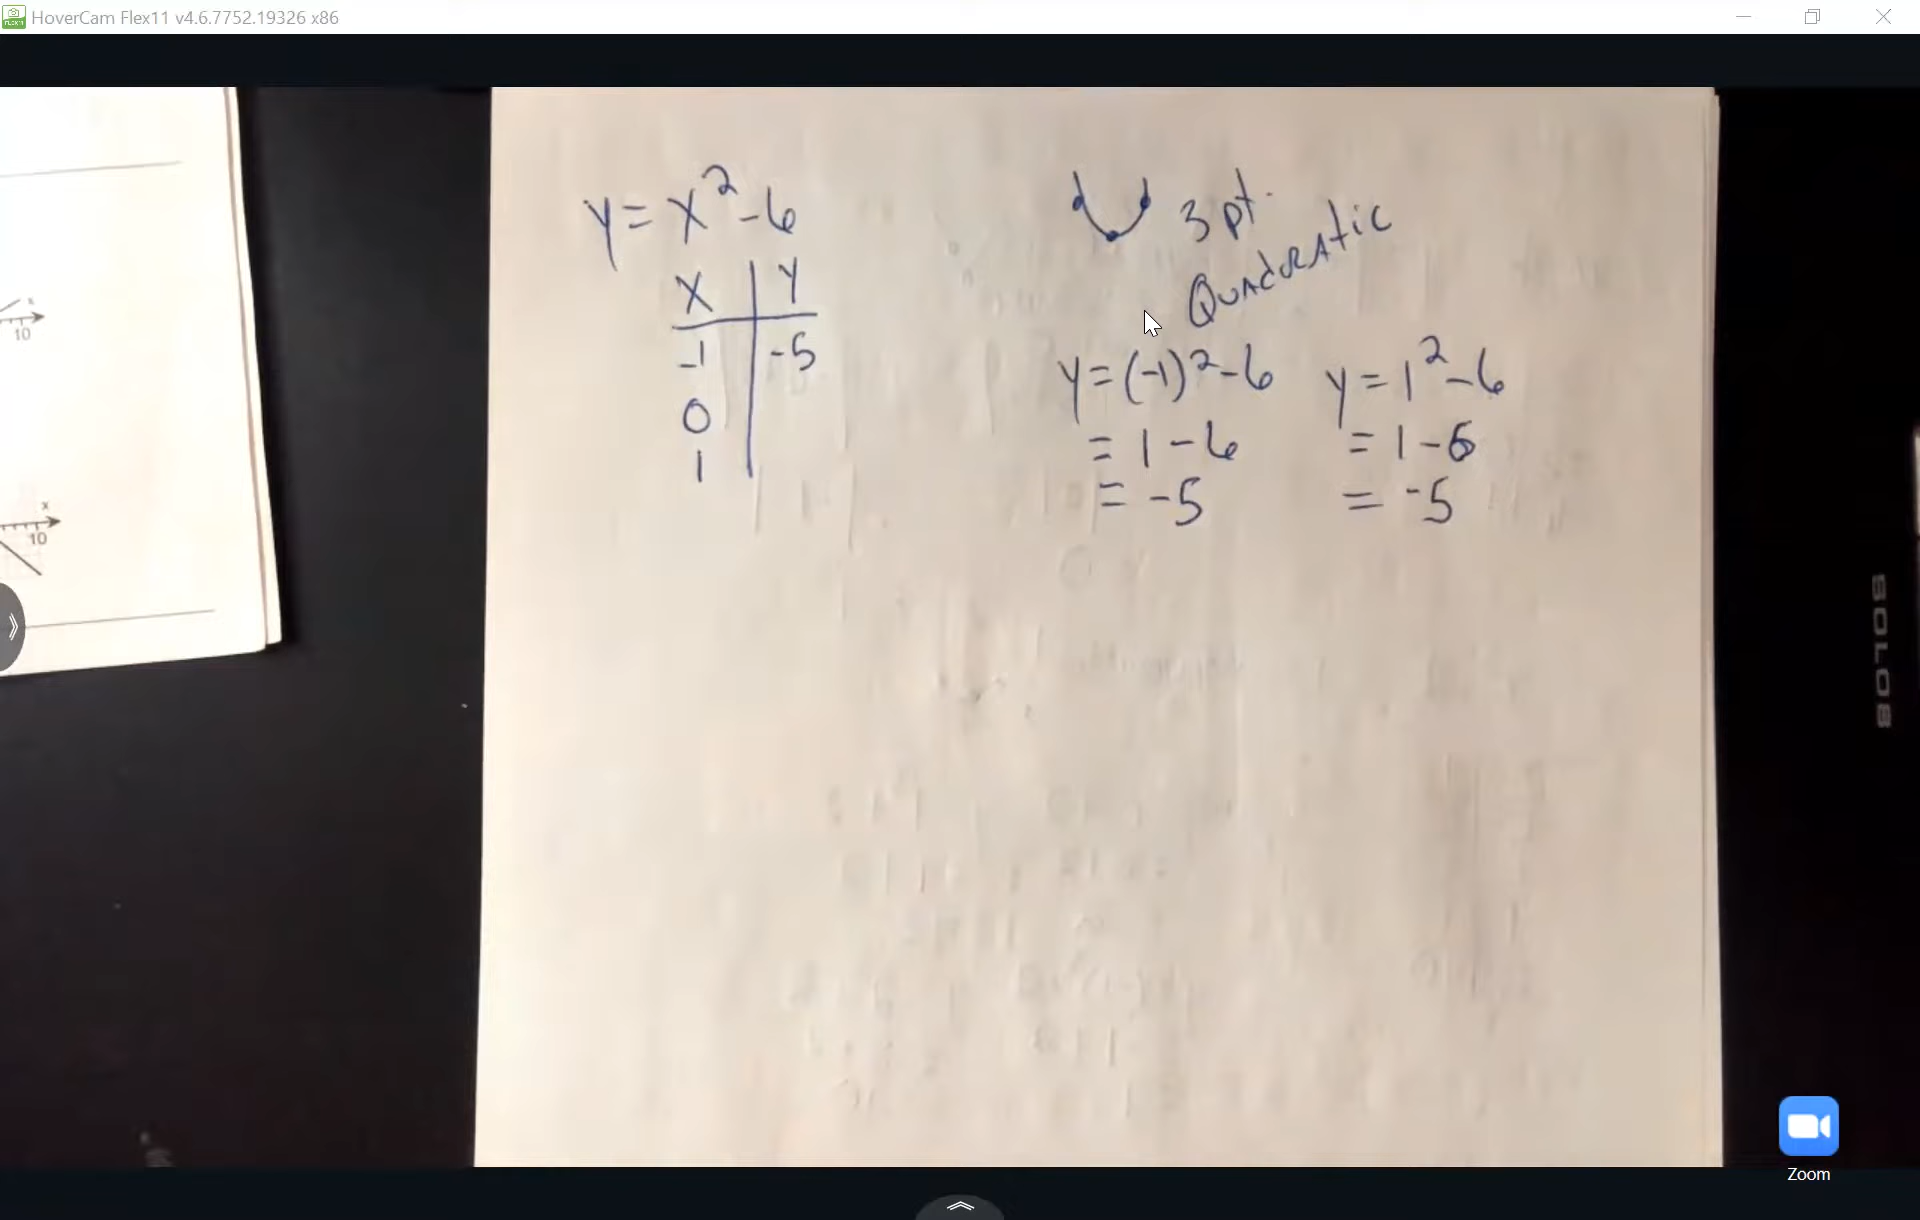 HoverCam Flex11 v4.6.7752.19326 x86
y = x² - 6
x | y
-1 | -5
0
1
3 pt.
Quadratic
y = (-1)² - 6
= 1 - 6
= -5
y = 1² - 6
= 1 - 6
= -5
x
10
x
10
SOLO8
Zoom